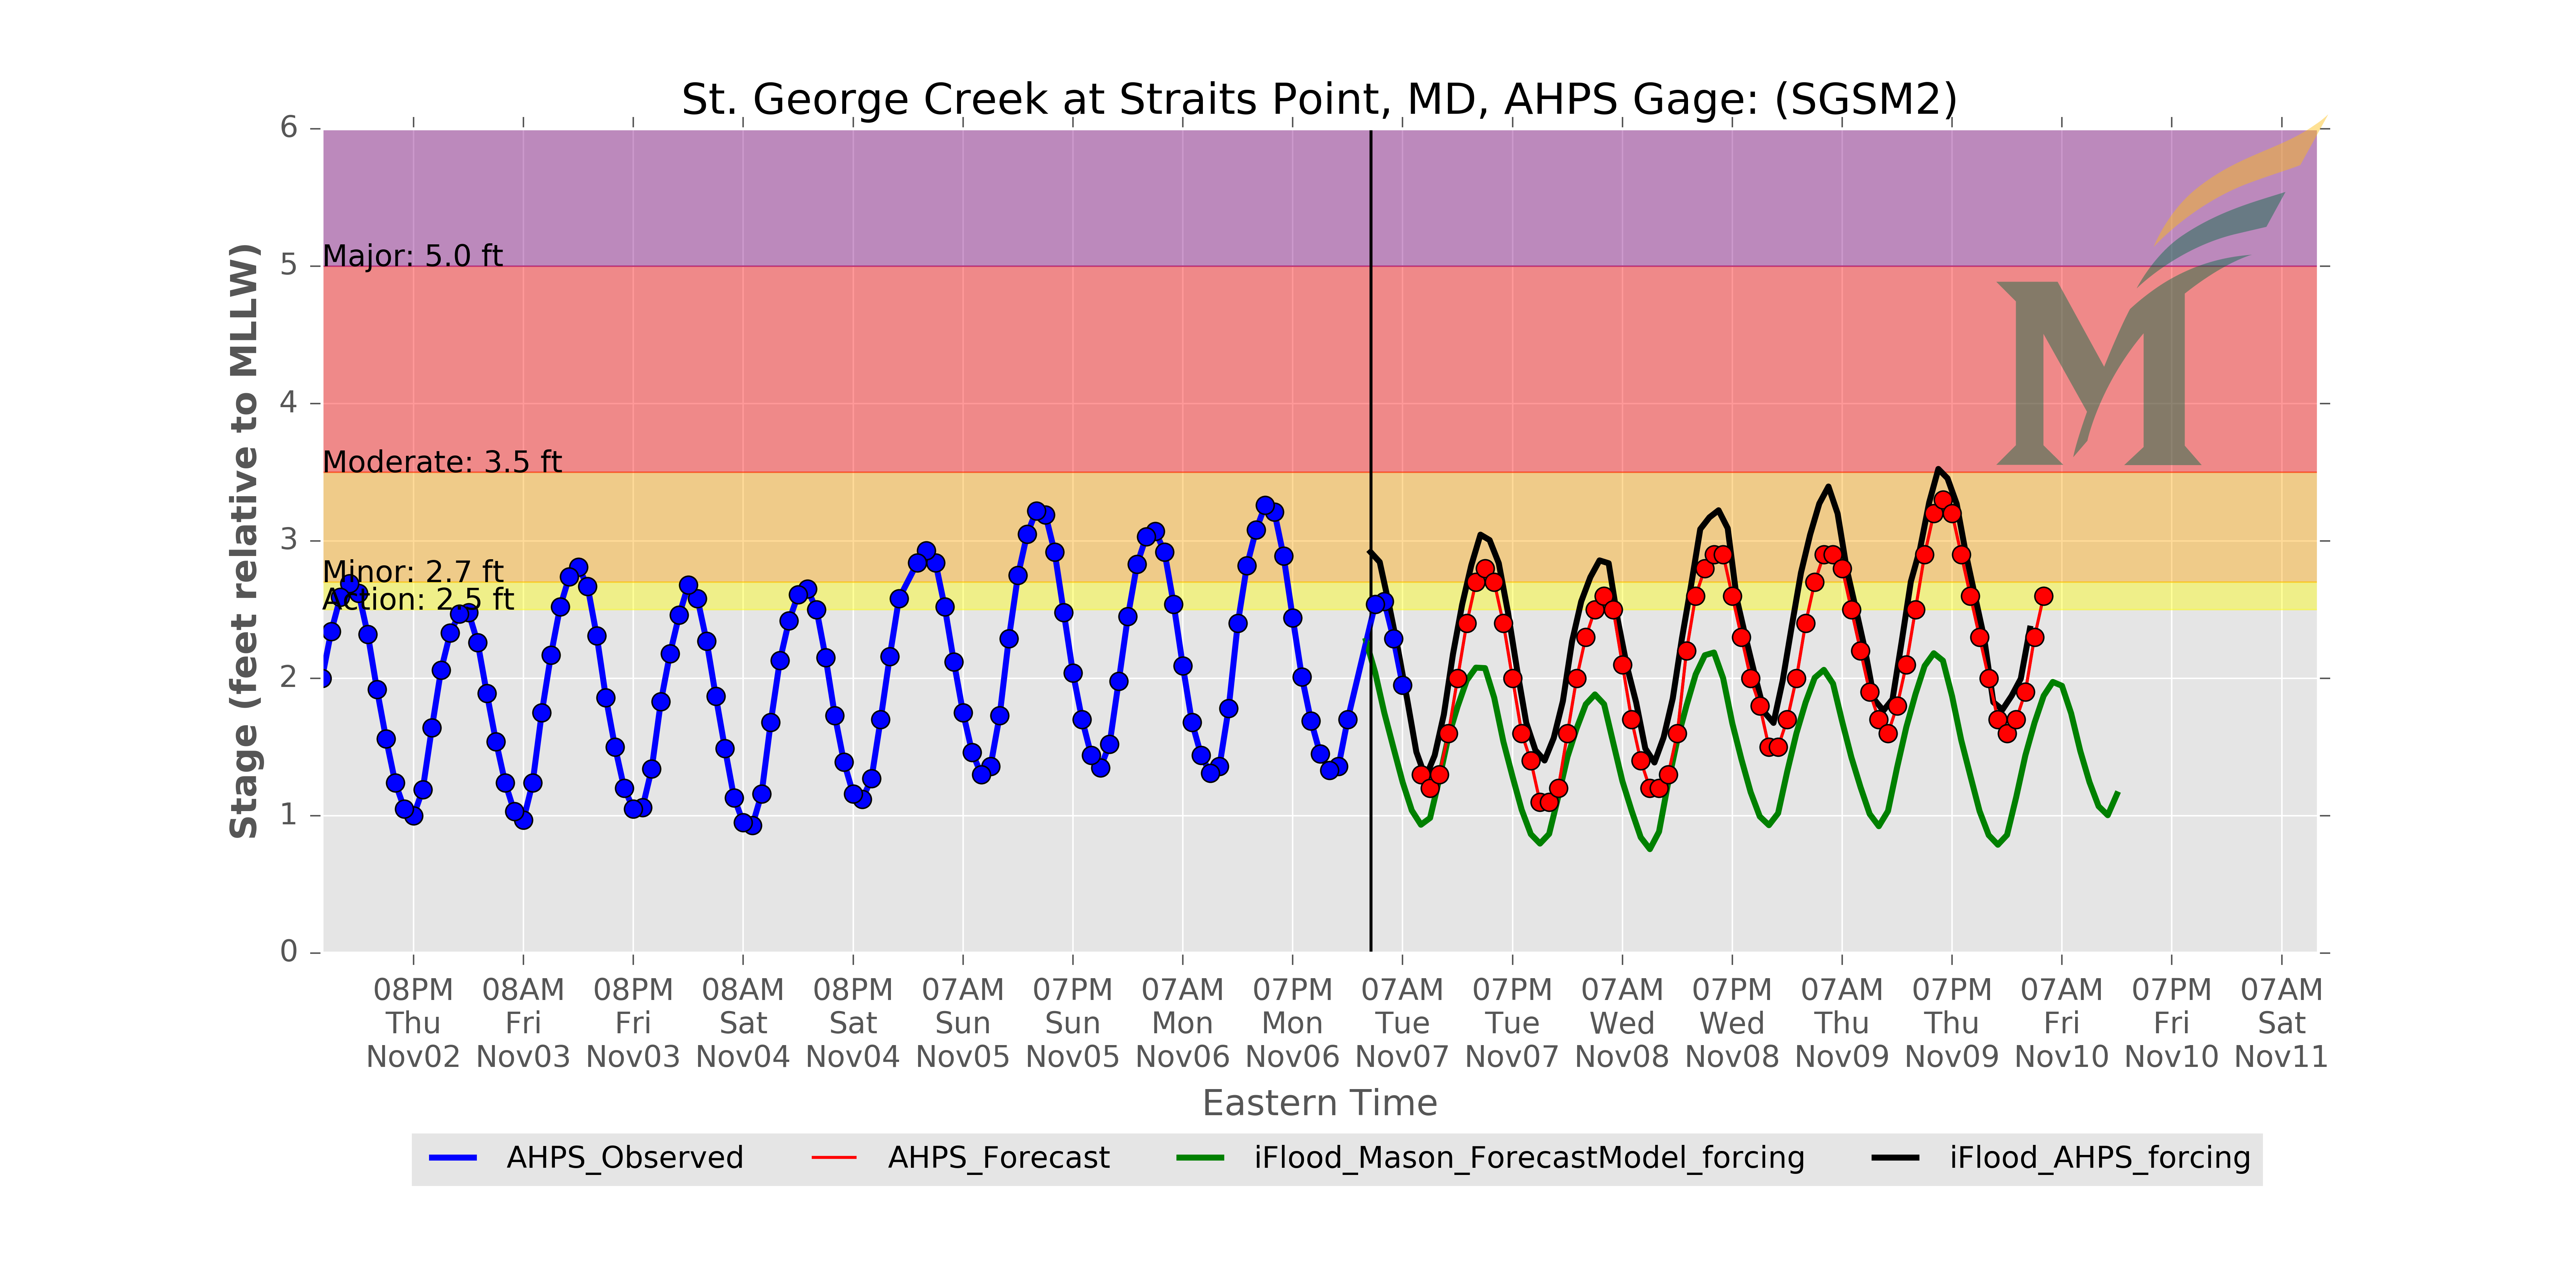 St. George Creek at Straits Point, MD, AHPS Gage: (SGSM2)
Stage (feet relative to MLLW)
6
5
4
3
2
1
0
Major: 5.0 ft
Moderate: 3.5 ft
Minor: 2.7 ft
Action: 2.5 ft
M
08PM 08AM 08PM 08AM 08PM 07AM 07PM 07AM 07PM 07AM 07PM 07AM 07PM 07AM 07PM 07AM 07PM 07AM
Thu Fri Fri Sat Sat Sun Sun Mon Mon Tue Tue Wed Wed Thu Thu Fri Fri Sat
Nov02 Nov03 Nov03 Nov04 Nov04 Nov05 Nov05 Nov06 Nov06 Nov07 Nov07 Nov08 Nov08 Nov09 Nov09 Nov10 Nov10 Nov11
Eastern Time
AHPS_Observed AHPS_Forecast iFlood_Mason_ForecastModel_forcing iFlood_AHPS_forcing